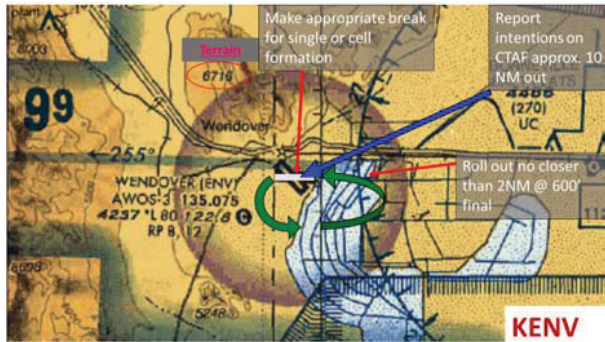 Make appropriate break
for single or cell
formation
Report
intentions on
CTAF approx. 10
NM out
Terrain
6716
8003
99
4486
(270)
UC
Wendover
←255°
WENDOVER (ENV)
AWOS-3 135.075
4237 *L 80 122.8 C
RP 8, 12
Roll out no closer
than 2NM @ 600'
final
5248
KENV